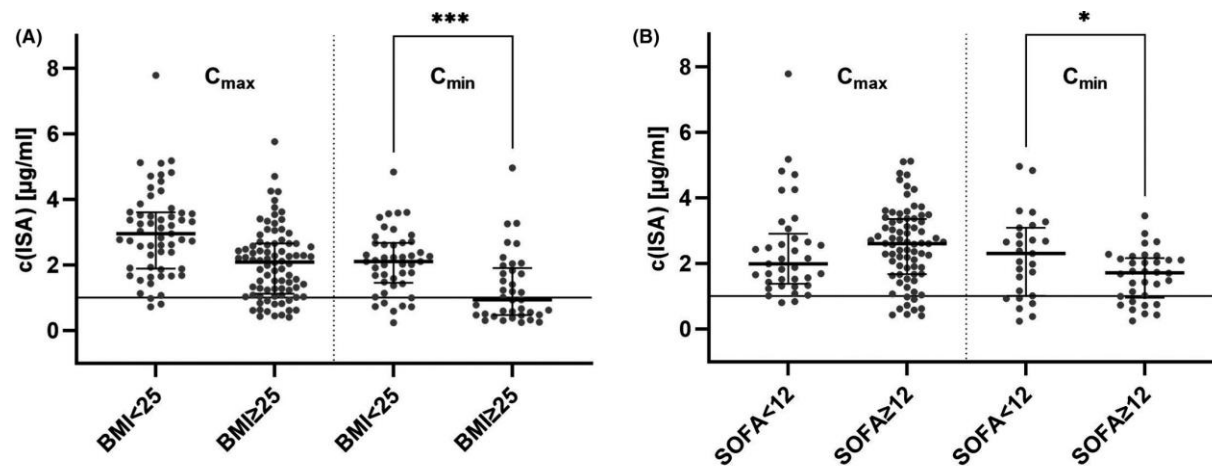 (A)
***
8
6
4
2
0
c(ISA) [µg/ml]
Cmax
Cmin
BMI<25
BMI≥25
BMI<25
BMI≥25
(B)
*
8
6
4
2
0
c(ISA) [µg/ml]
Cmax
Cmin
SOFA<12
SOFA≥12
SOFA<12
SOFA≥12